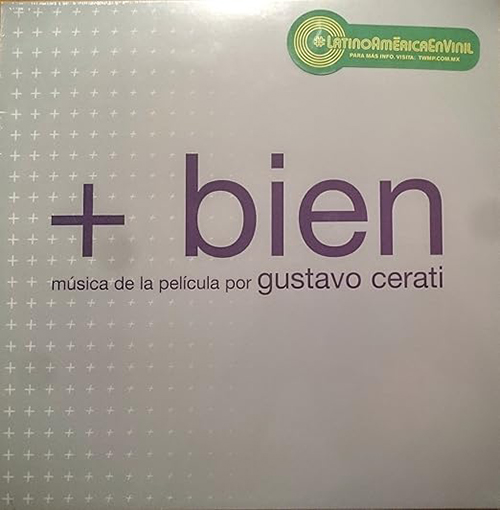 LATINOAMÉRICAENVINIL
PARA MÁS INFO. VISITA: TWMP.COM.MX
+ bien
música de la película por gustavo cerati